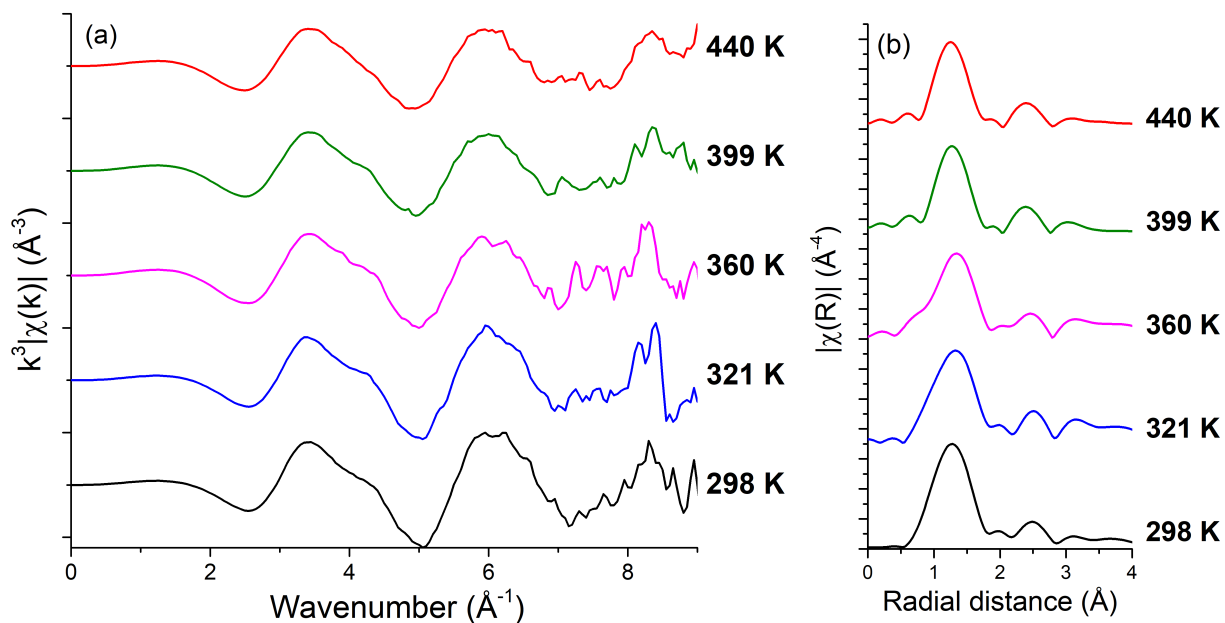 (a)
440 K
399 K
360 K
321 K
298 K
k³|χ(k)| (Å⁻³)
0 2 4 6 8
Wavenumber (Å⁻¹)
(b)
440 K
399 K
360 K
321 K
298 K
|χ(R)| (Å⁻⁴)
0 1 2 3 4
Radial distance (Å)